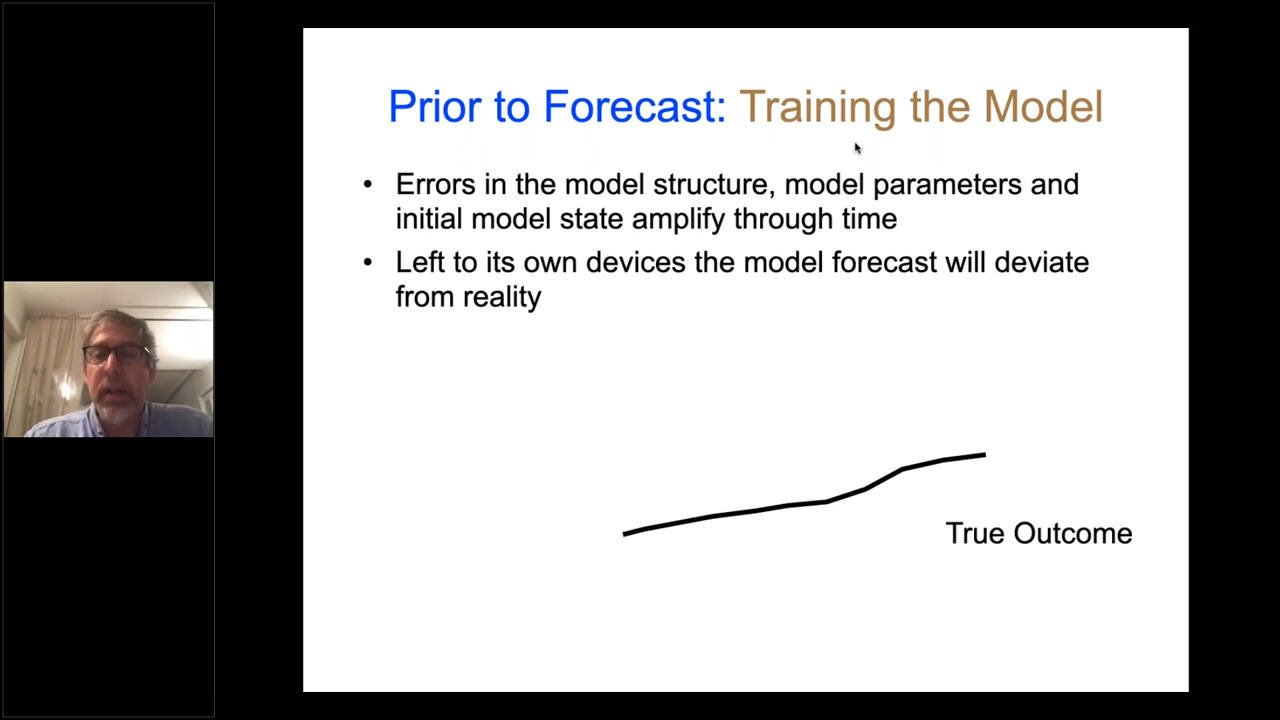 Prior to Forecast: Training the Model
• Errors in the model structure, model parameters and
initial model state amplify through time
• Left to its own devices the model forecast will deviate
from reality
True Outcome